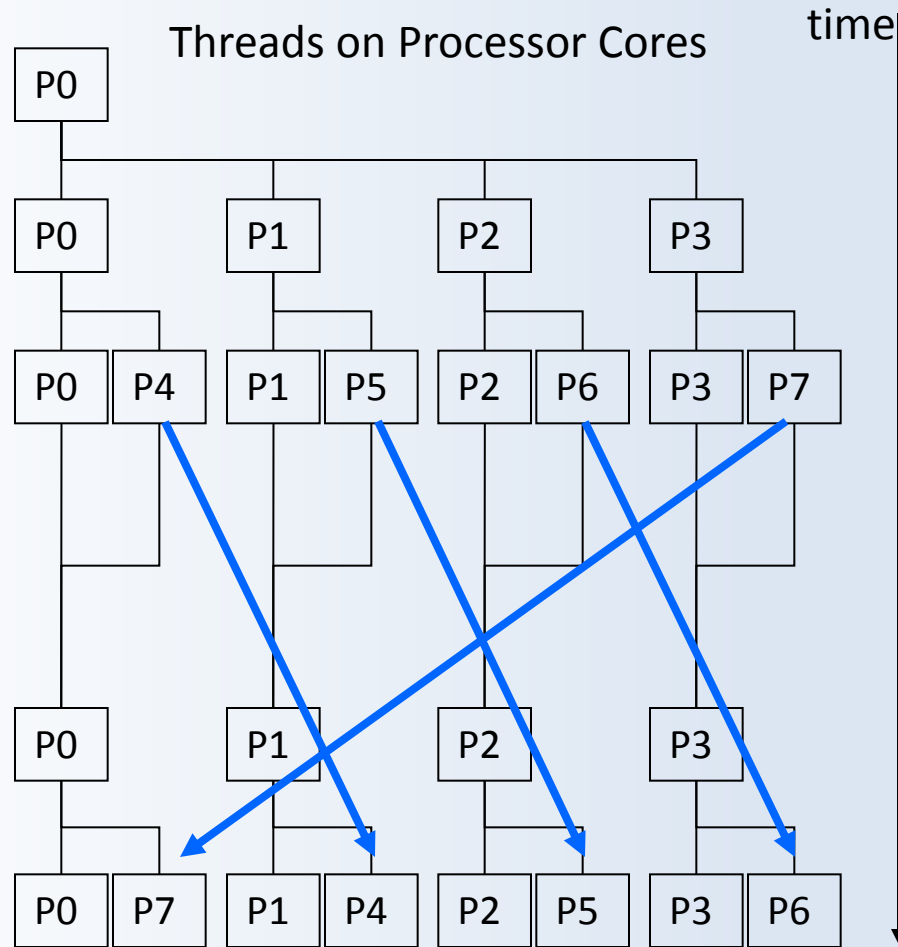 Threads on Processor Cores
time
P0
P0 P1 P2 P3
P0 P4 P1 P5 P2 P6 P3 P7
P0 P1 P2 P3
P0 P7 P1 P4 P2 P5 P3 P6